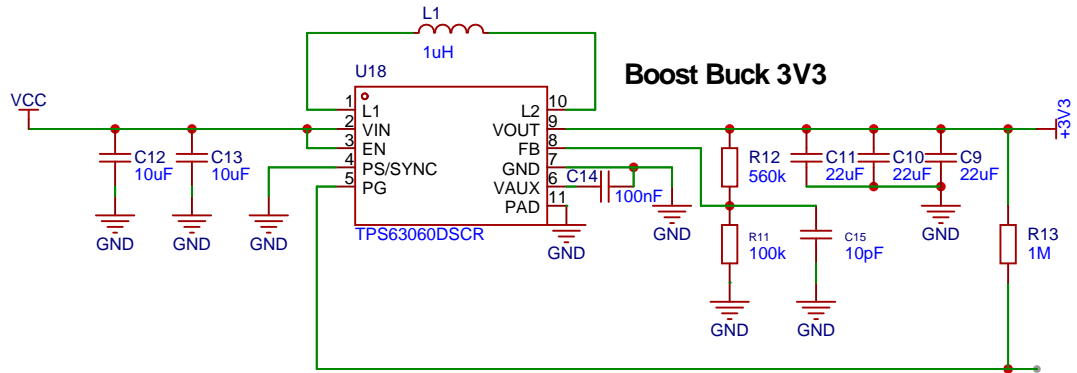 L1
1uH
Boost Buck 3V3
U18
VCC
+3V3
1
L1
L2
10
2
VIN
VOUT
9
3
EN
FB
8
4
PS/SYNC
GND
7
5
PG
VAUX
6
PAD
11
TPS63060DSCR
C12
10uF
C13
10uF
GND
GND
GND
C14
100nF
GND
GND
R12
560k
C11
22uF
C10
22uF
C9
22uF
GND
R11
100k
C15
10pF
R13
1M
GND
GND